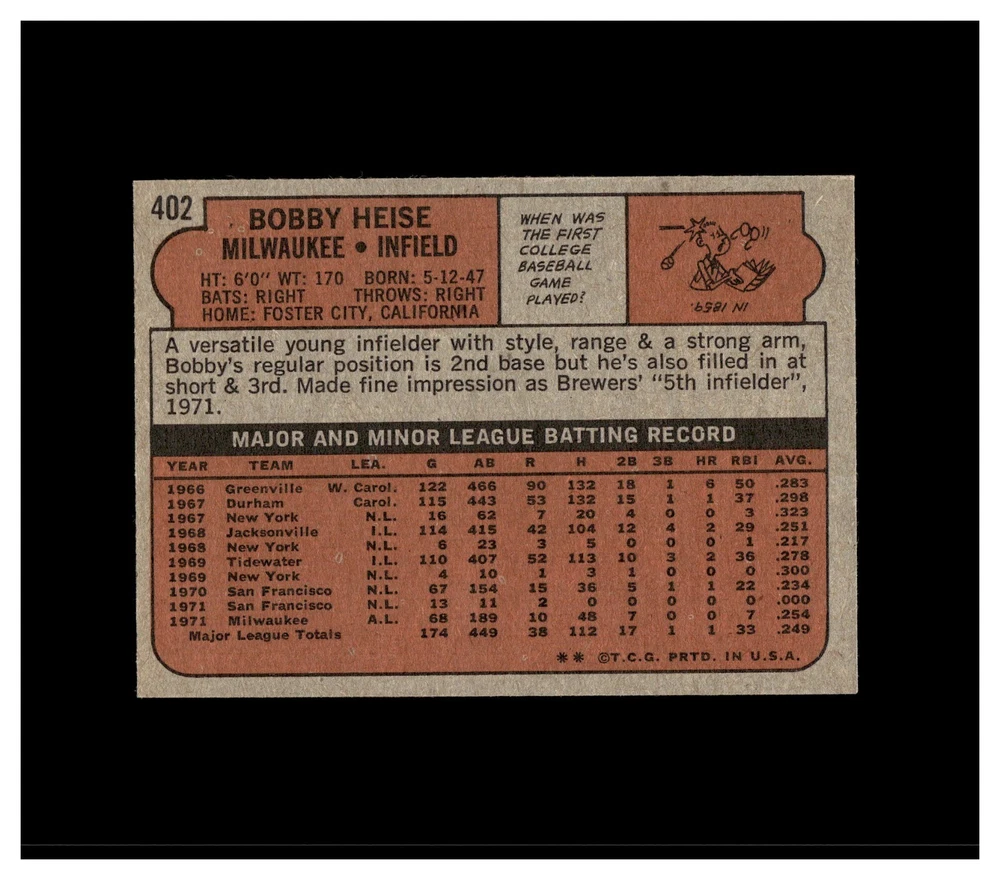 402
BOBBY HEISE
MILWAUKEE • INFIELD
HT: 6'0" WT: 170 BORN: 5-12-47
BATS: RIGHT THROWS: RIGHT
HOME: FOSTER CITY, CALIFORNIA
WHEN WAS
THE FIRST
COLLEGE
BASEBALL
GAME
PLAYED?
IN 1859.
A versatile young infielder with style, range & a strong arm,
Bobby's regular position is 2nd base but he's also filled in at
short & 3rd. Made fine impression as Brewers' "5th infielder",
1971.
MAJOR AND MINOR LEAGUE BATTING RECORD
YEAR TEAM LEA. G AB R H 2B 3B HR RBI AVG.
1966 Greenville W. Carol. 122 466 90 132 18 1 6 50 .283
1967 Durham Carol. 115 443 53 132 15 1 1 37 .298
1967 New York N.L. 16 62 7 20 4 0 0 3 .323
1968 Jacksonville I.L. 114 415 42 104 12 4 2 29 .251
1968 New York N.L. 6 23 3 5 0 0 0 1 .217
1969 Tidewater I.L. 110 407 52 113 10 3 2 36 .278
1969 New York N.L. 4 10 1 3 1 0 0 0 .300
1970 San Francisco N.L. 67 154 15 36 5 1 1 22 .234
1971 San Francisco N.L. 13 11 2 0 0 0 0 0 .000
1971 Milwaukee A.L. 68 189 10 48 7 0 0 7 .254
Major League Totals 174 449 38 112 17 1 1 33 .249
** ©T.C.G. PRTD. IN U.S.A.